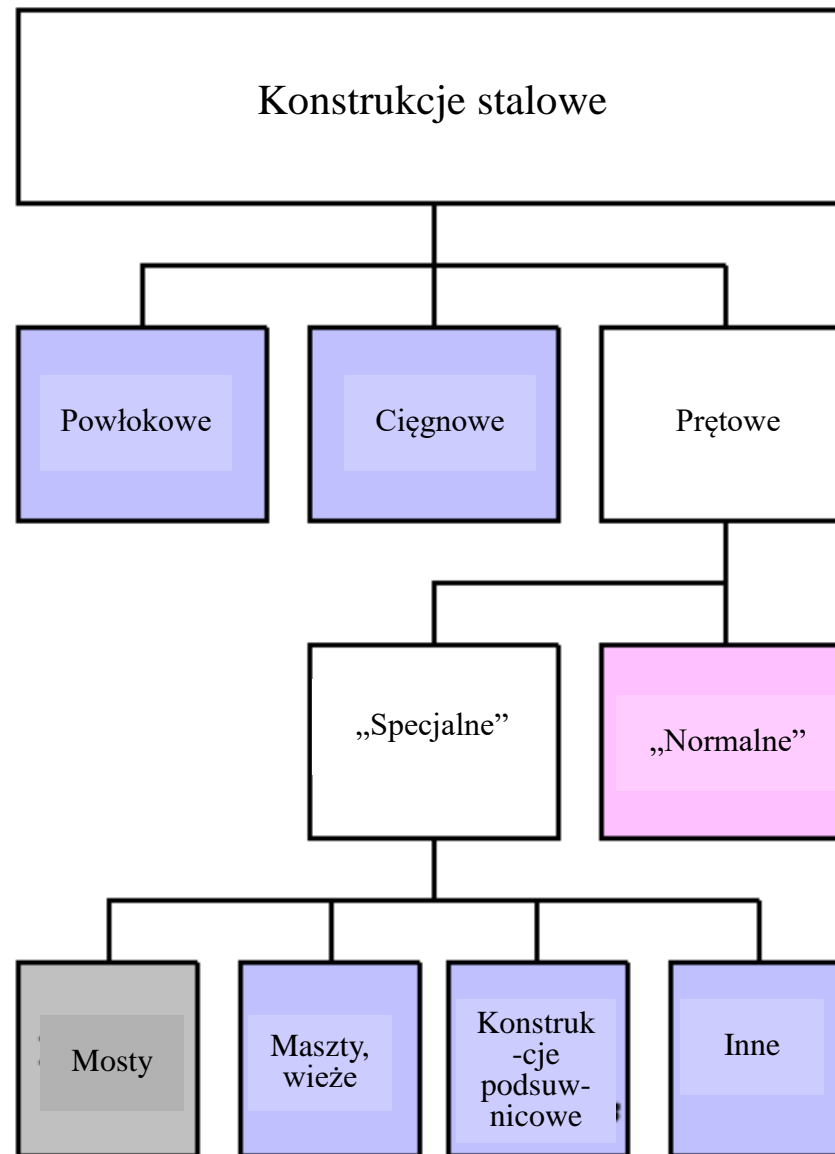 Konstrukcje stalowe
Powłokowe
Cięgnowe
Prętowe
„Specjalne”
„Normalne”
Mosty
Maszty,
wieże
Konstruk
-cje
podsuw-
nicowe
Inne